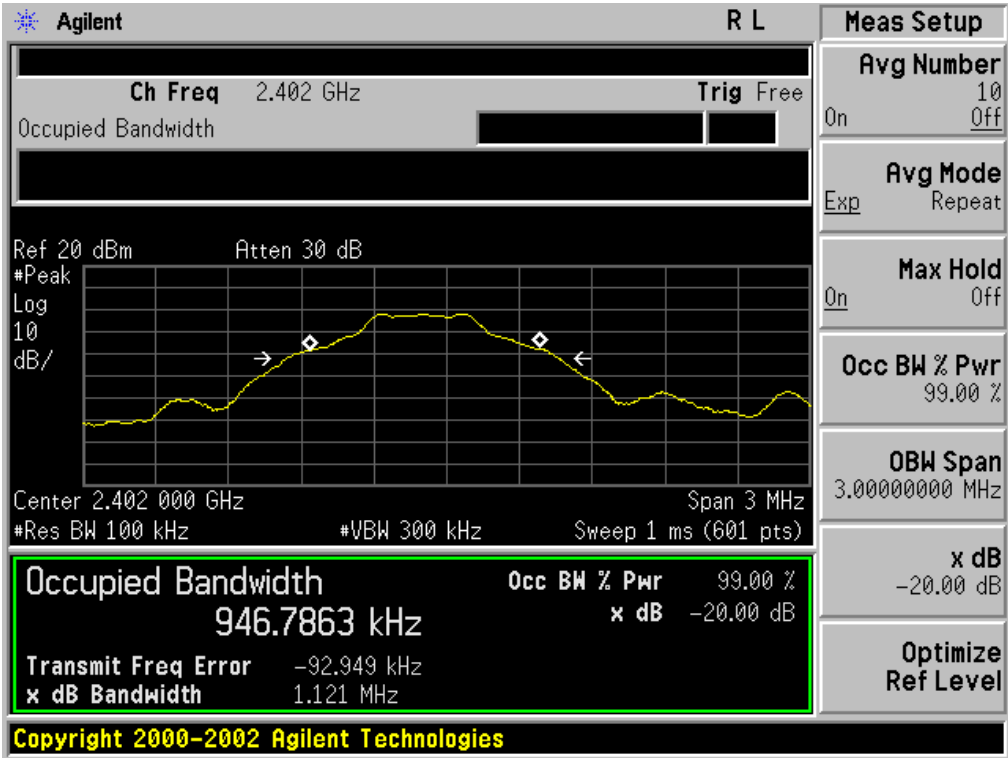 Agilent R L
Ch Freq 2.402 GHz Trig Free
Occupied Bandwidth
Ref 20 dBm Atten 30 dB
#Peak
Log
10
dB/
Center 2.402 000 GHz Span 3 MHz
#Res BW 100 kHz #VBW 300 kHz Sweep 1 ms (601 pts)
Occupied Bandwidth Occ BW % Pwr 99.00 %
946.7863 kHz x dB -20.00 dB
Transmit Freq Error -92.949 kHz
x dB Bandwidth 1.121 MHz
Copyright 2000-2002 Agilent Technologies
Meas Setup
Avg Number
10
On Off
Avg Mode
Exp Repeat
Max Hold
On Off
Occ BW % Pwr
99.00 %
OBW Span
3.00000000 MHz
x dB
-20.00 dB
Optimize
Ref Level